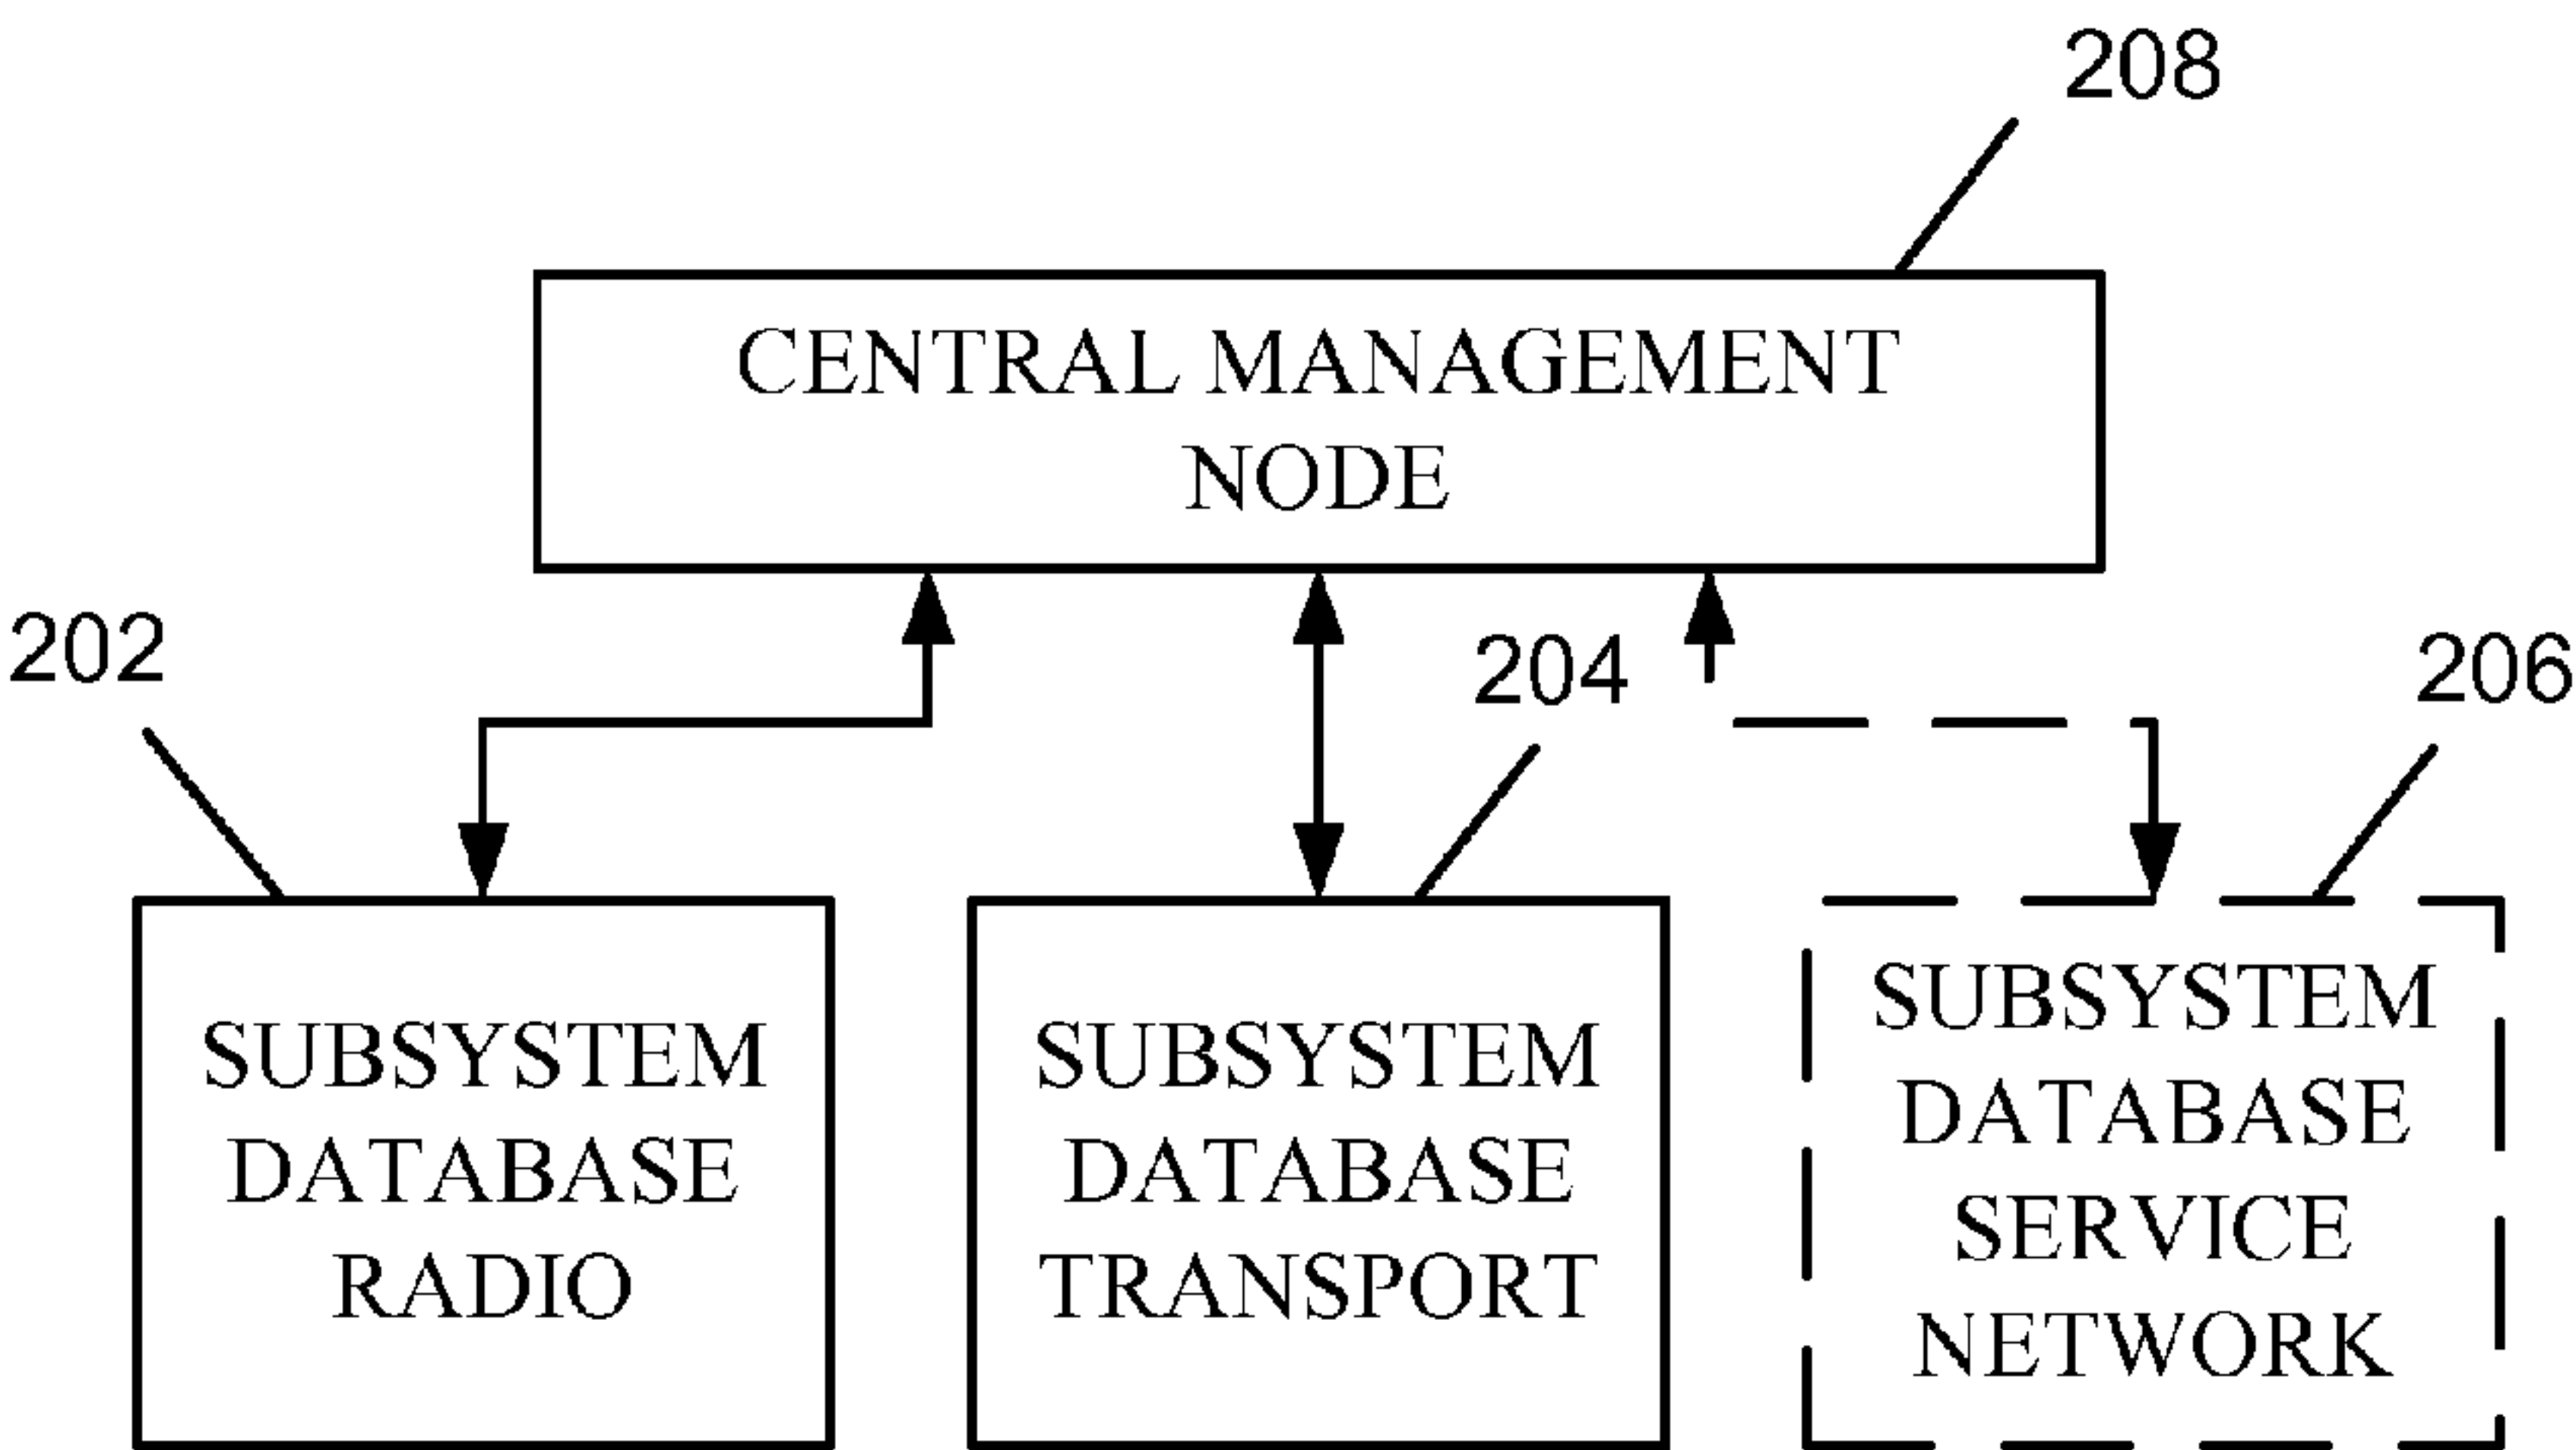 208
CENTRAL MANAGEMENT
NODE
202
204
206
SUBSYSTEM
DATABASE
RADIO
SUBSYSTEM
DATABASE
TRANSPORT
SUBSYSTEM
DATABASE
SERVICE
NETWORK